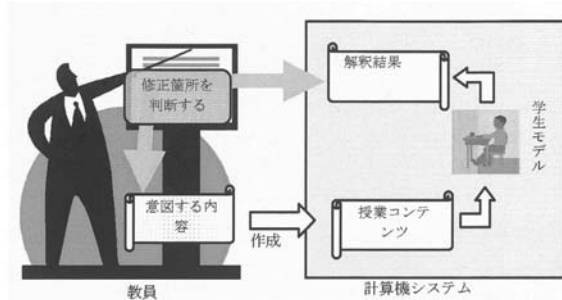 修正箇所を
判断する
解釈結果
学生モデル
意図する内
容
作成
授業コンテ
ンツ
教員
計算機システム